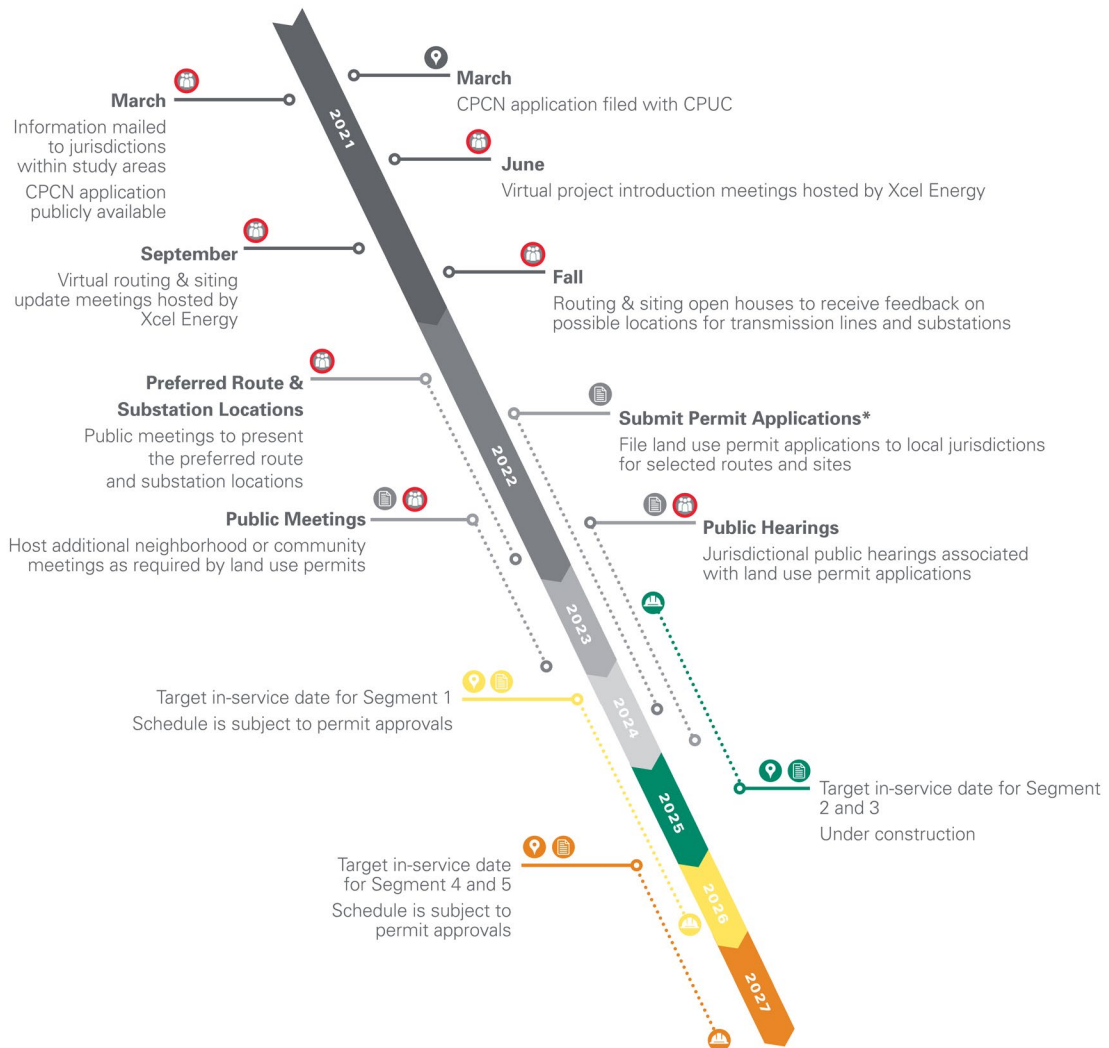 2021
March
CPCN application filed with CPUC
March
Information mailed
to jurisdictions
within study areas
CPCN application
publicly available
June
Virtual project introduction meetings hosted by Xcel Energy
September
Virtual routing & siting
update meetings hosted by
Xcel Energy
Fall
Routing & siting open houses to receive feedback on
possible locations for transmission lines and substations
2022
Preferred Route &
Substation Locations
Public meetings to present
the preferred route
and substation locations
Submit Permit Applications*
File land use permit applications to local jurisdictions
for selected routes and sites
Public Meetings
Host additional neighborhood or community
meetings as required by land use permits
Public Hearings
Jurisdictional public hearings associated
with land use permit applications
2023
2024
Target in-service date for Segment 1
Schedule is subject to permit approvals
2025
Target in-service date for Segment
2 and 3
Under construction
Target in-service date
for Segment 4 and 5
Schedule is subject to
permit approvals
2026
2027